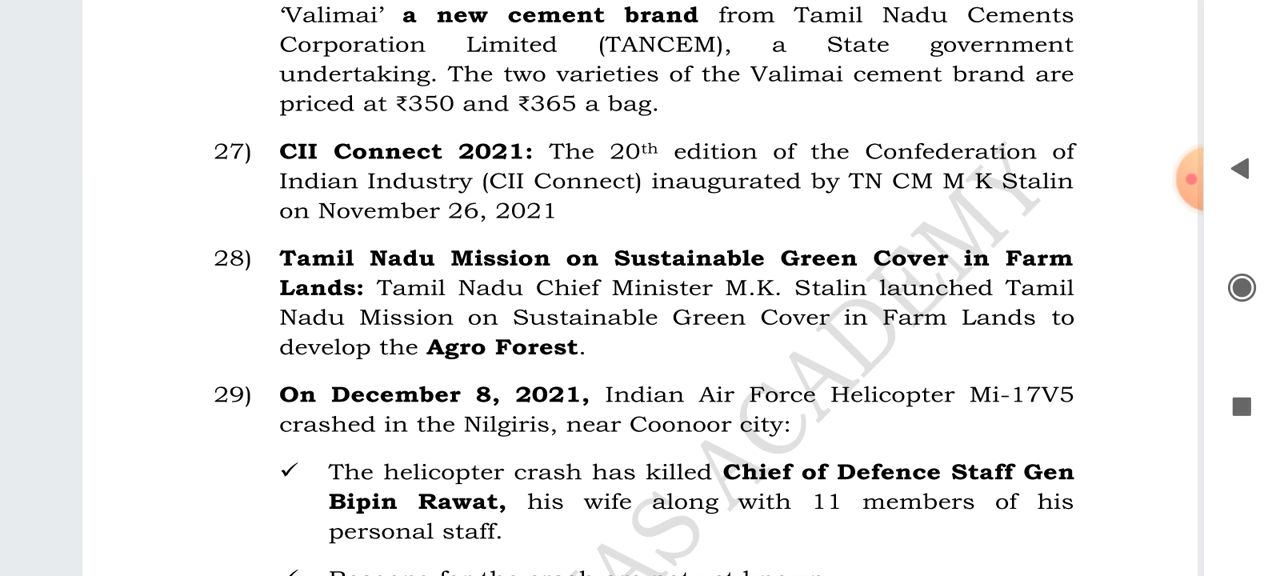 ‘Valimai’ a new cement brand from Tamil Nadu Cements
Corporation Limited (TANCEM), a State government
undertaking. The two varieties of the Valimai cement brand are
priced at ₹350 and ₹365 a bag.
27) CII Connect 2021: The 20th edition of the Confederation of
Indian Industry (CII Connect) inaugurated by TN CM M K Stalin
on November 26, 2021
28) Tamil Nadu Mission on Sustainable Green Cover in Farm
Lands: Tamil Nadu Chief Minister M.K. Stalin launched Tamil
Nadu Mission on Sustainable Green Cover in Farm Lands to
develop the Agro Forest.
29) On December 8, 2021, Indian Air Force Helicopter Mi-17V5
crashed in the Nilgiris, near Coonoor city:
✓ The helicopter crash has killed Chief of Defence Staff Gen
Bipin Rawat, his wife along with 11 members of his
personal staff.
AS ACADEMY